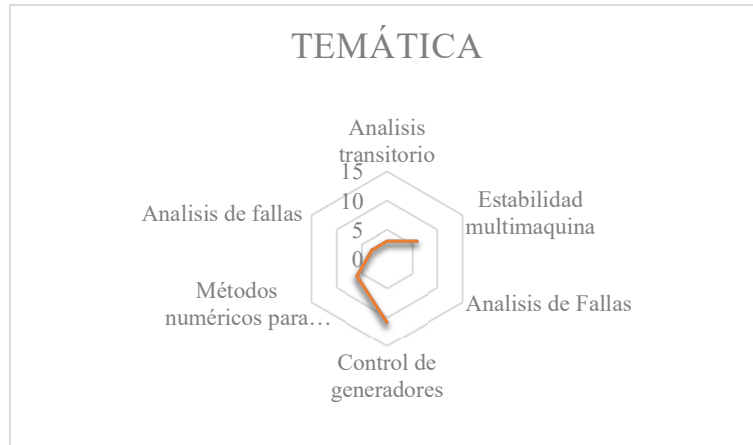 TEMÁTICA
Analisis
transitorio
15
10
5
0
Estabilidad
multimaquina
Analisis de Fallas
Control de
generadores
Métodos
numéricos para…
Analisis de fallas